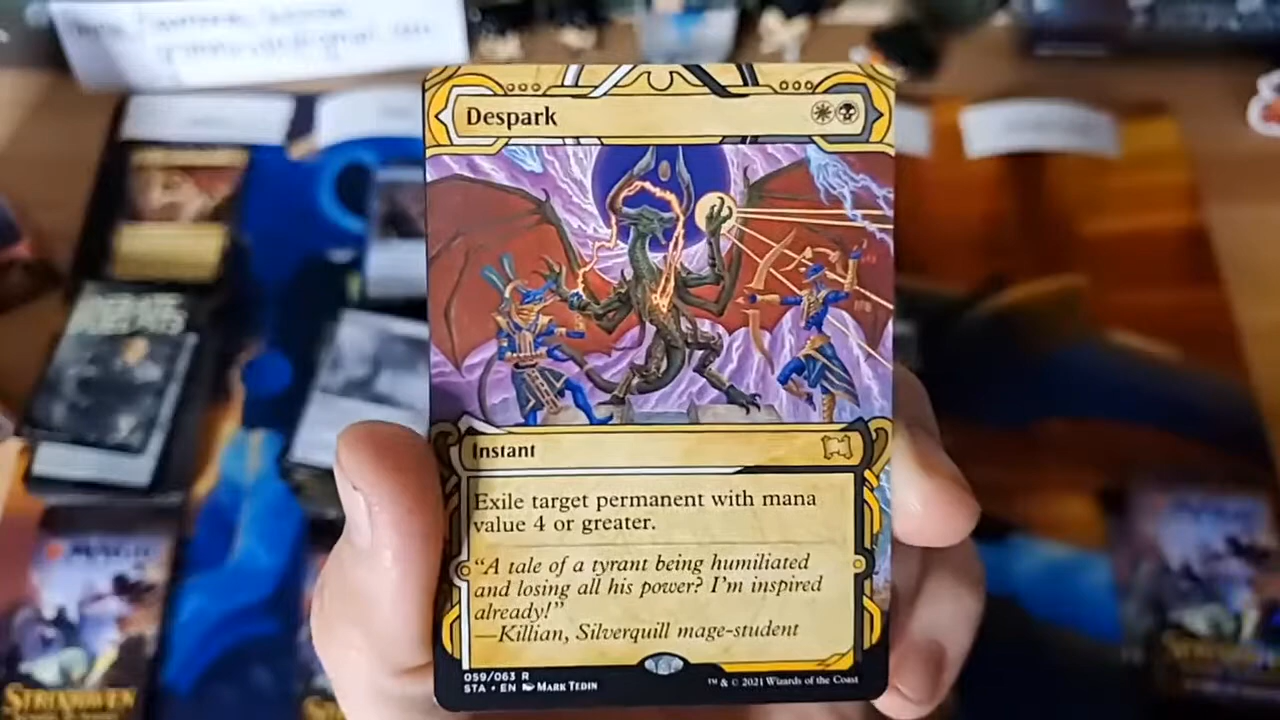 Despark
Instant
Exile target permanent with mana
value 4 or greater.
"A tale of a tyrant being humiliated
and losing all his power? I'm inspired
already!"
—Killian, Silverquill mage-student
059/063 R
STA • EN Mark Tedin
™ & © 2021 Wizards of the Coast
MAGIC
STRIXHAVEN